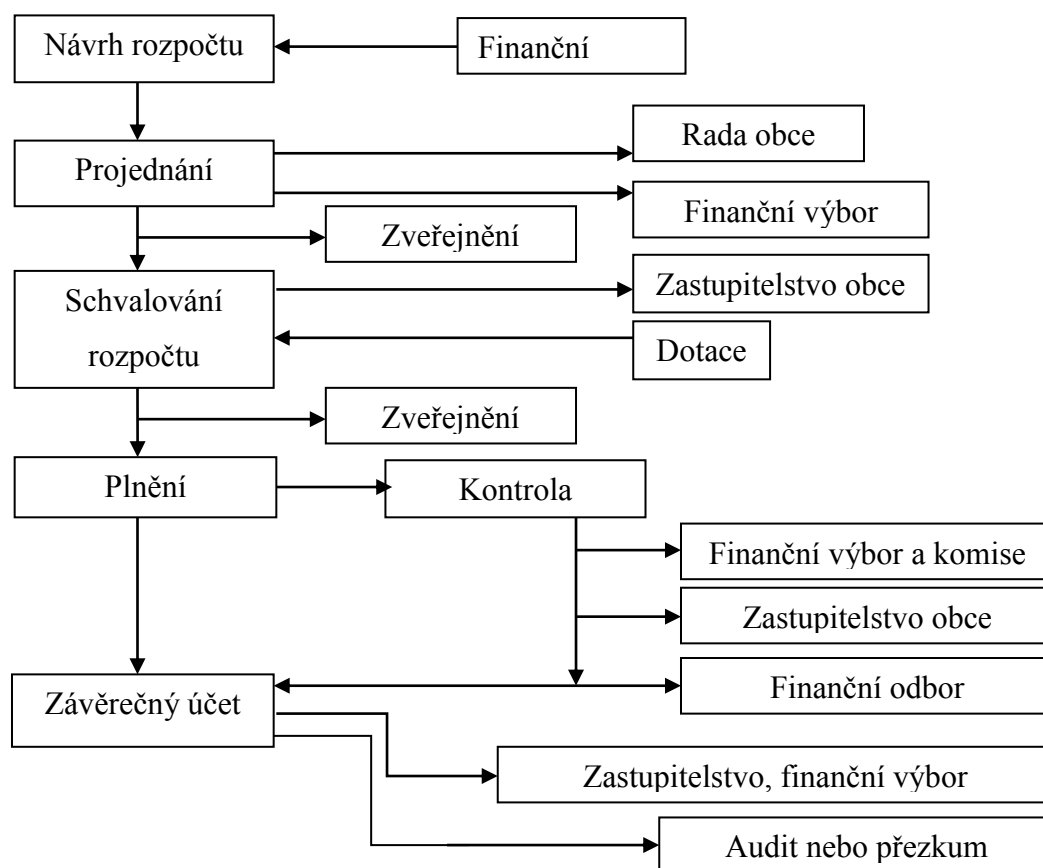 Návrh rozpočtu
Finanční
Projednání
Rada obce
Finanční výbor
Zveřejnění
Schvalování
rozpočtu
Zastupitelstvo obce
Dotace
Zveřejnění
Plnění
Kontrola
Finanční výbor a komise
Zastupitelstvo obce
Finanční odbor
Závěrečný účet
Zastupitelstvo, finanční výbor
Audit nebo přezkum